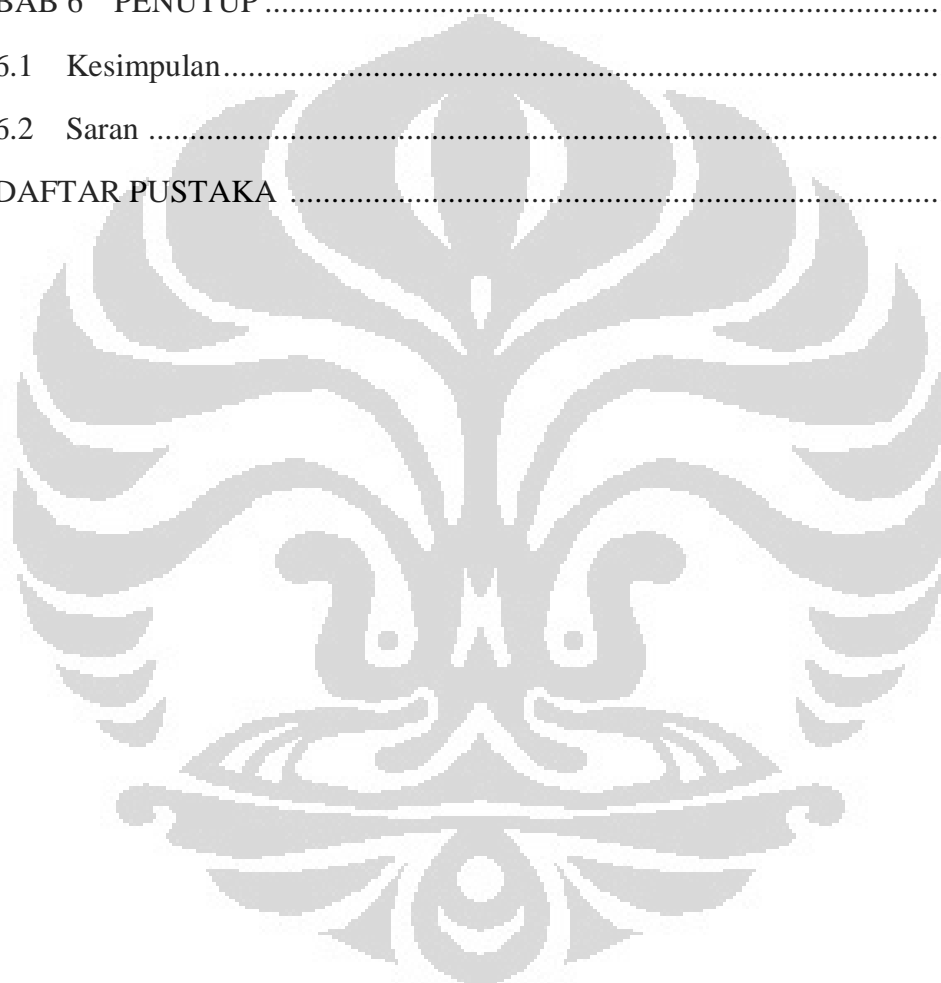 BAB 6 PENUTUP ....................................................................................
6.1 Kesimpulan..........................................................................................
6.2 Saran ...................................................................................................
DAFTAR PUSTAKA ................................................................................